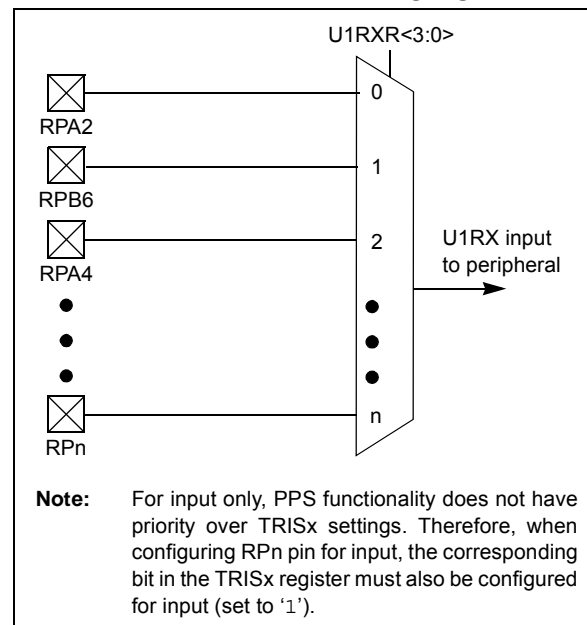 U1RXR<3:0>
RPA2
0
RPB6
1
RPA4
2
U1RX input
to peripheral
RPn
n
Note: For input only, PPS functionality does not have
priority over TRISx settings. Therefore, when
configuring RPn pin for input, the corresponding
bit in the TRISx register must also be configured
for input (set to ‘1’).